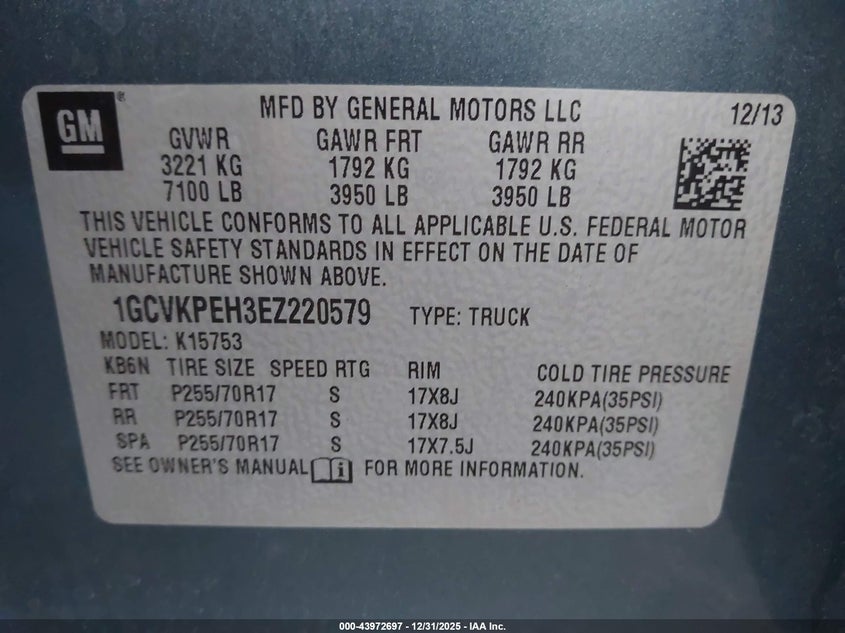 GM®
MFD BY GENERAL MOTORS LLC 12/13
GVWR GAWR FRT GAWR RR
3221 KG 1792 KG 1792 KG
7100 LB 3950 LB 3950 LB
THIS VEHICLE CONFORMS TO ALL APPLICABLE U.S. FEDERAL MOTOR
VEHICLE SAFETY STANDARDS IN EFFECT ON THE DATE OF
MANUFACTURE SHOWN ABOVE.
1GCVKPEH3EZ220579 TYPE: TRUCK
MODEL: K15753
KB6N TIRE SIZE SPEED RTG RIM COLD TIRE PRESSURE
FRT P255/70R17 S 17X8J 240KPA(35PSI)
RR P255/70R17 S 17X8J 240KPA(35PSI)
SPA P255/70R17 S 17X7.5J 240KPA(35PSI)
SEE OWNER'S MANUAL i FOR MORE INFORMATION.
000-43972697 - 12/31/2025 - IAA Inc.